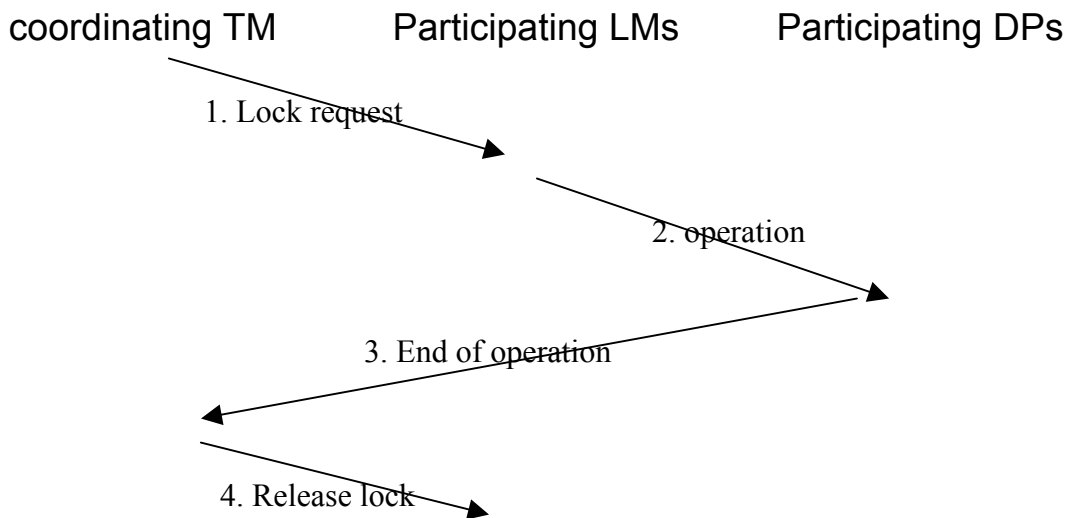 coordinating TM Participating LMs Participating DPs
1. Lock request
2. operation
3. End of operation
4. Release lock